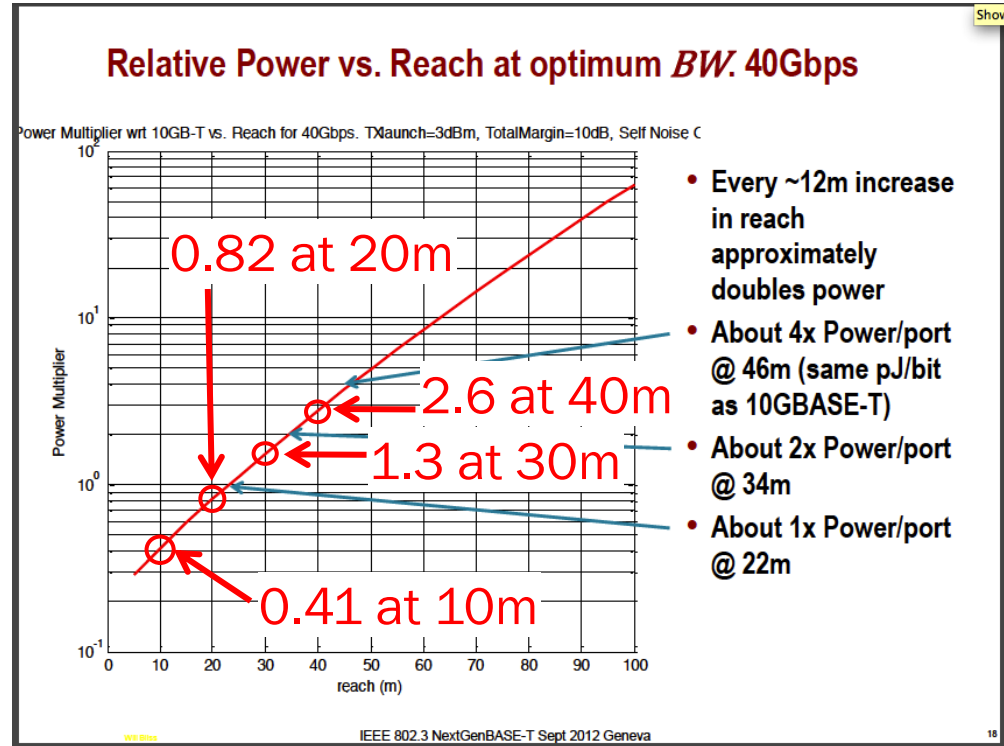 Show
Relative Power vs. Reach at optimum BW. 40Gbps
Power Multiplier wrt 10GB-T vs. Reach for 40Gbps. TXlaunch=3dBm, TotalMargin=10dB, Self Noise C
10^2
10^1
10^0
10^-1
Power Multiplier
0.82 at 20m
2.6 at 40m
1.3 at 30m
0.41 at 10m
0 10 20 30 40 50 60 70 80 90 100
reach (m)
• Every ~12m increase
in reach
approximately
doubles power
• About 4x Power/port
@ 46m (same pJ/bit
as 10GBASE-T)
• About 2x Power/port
@ 34m
• About 1x Power/port
@ 22m
IEEE 802.3 NextGenBASE-T Sept 2012 Geneva
18